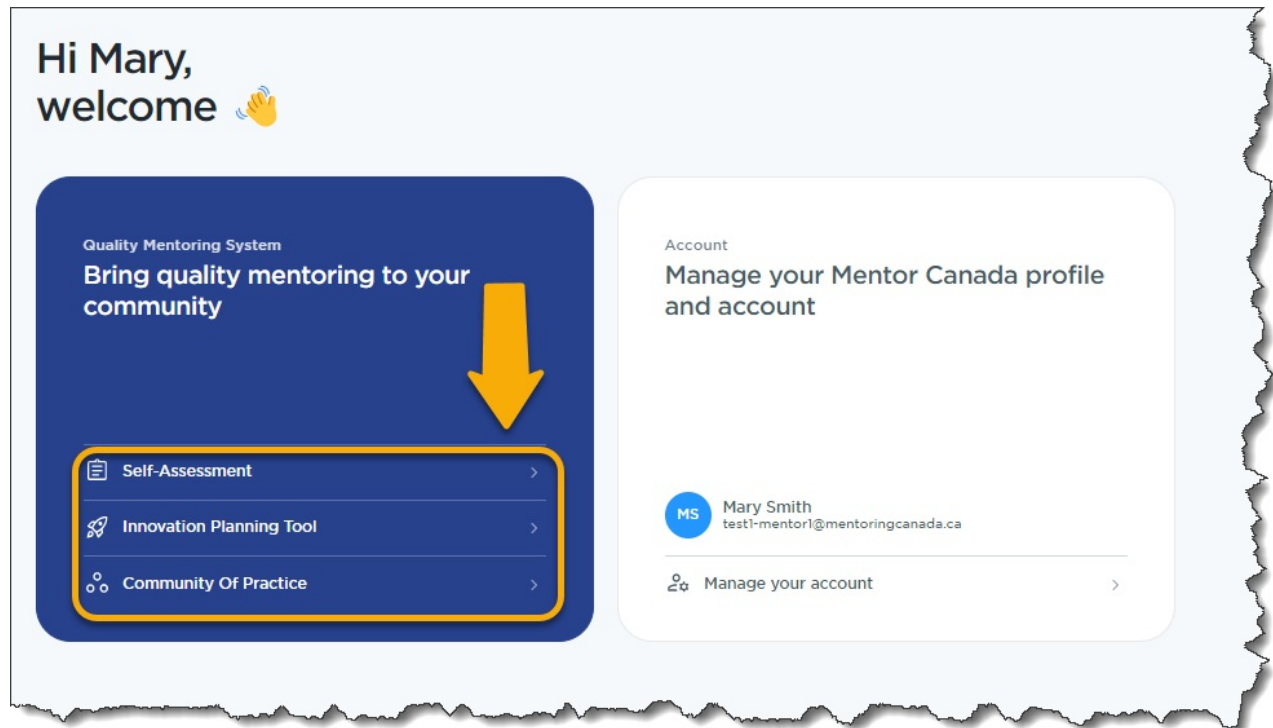 Hi Mary,
welcome 👋
Quality Mentoring System
Bring quality mentoring to your
community
Self-Assessment
Innovation Planning Tool
Community Of Practice
Account
Manage your Mentor Canada profile
and account
MS
Mary Smith
test1-mentor1@mentoringcanada.ca
Manage your account